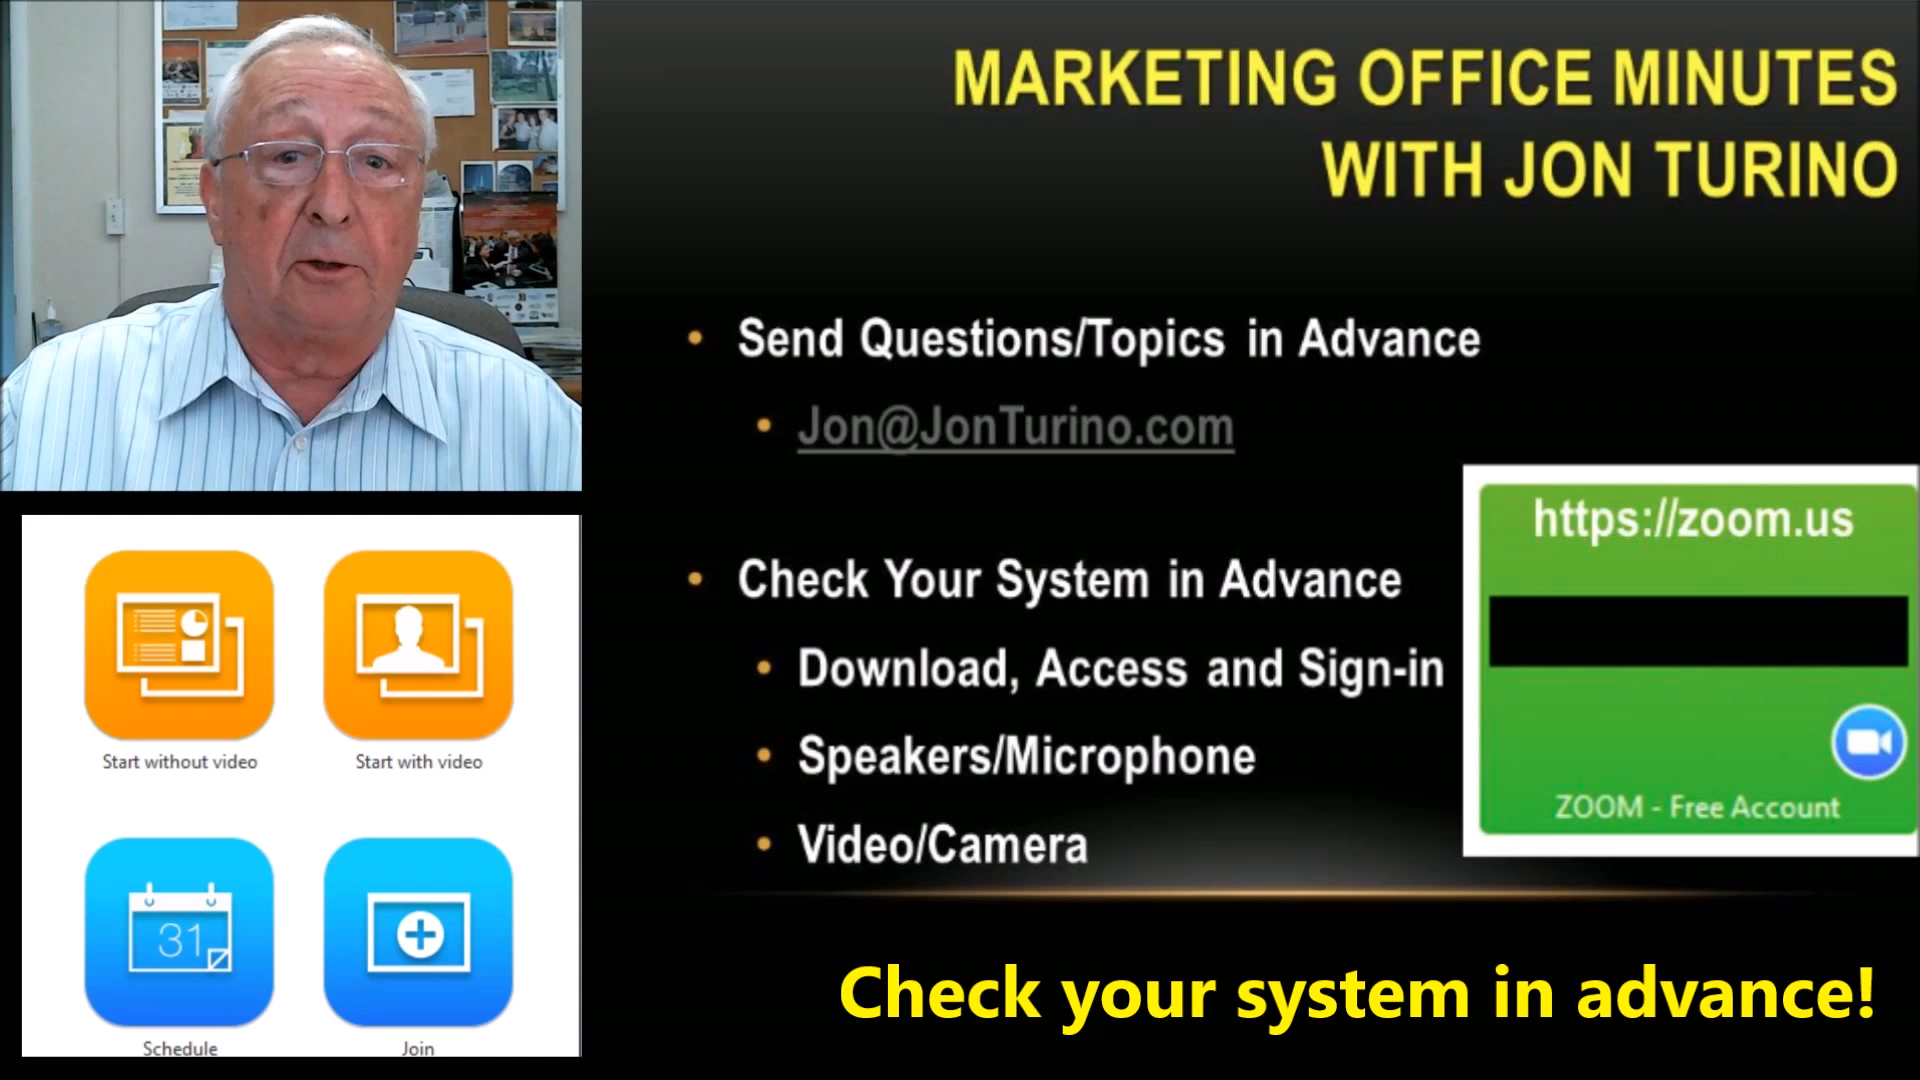 MARKETING OFFICE MINUTES
WITH JON TURINO
• Send Questions/Topics in Advance
• Jon@JonTurino.com
• Check Your System in Advance
• Download, Access and Sign-in
• Speakers/Microphone
• Video/Camera
https://zoom.us
ZOOM - Free Account
Start without video
Start with video
31
Schedule
Join
Check your system in advance!